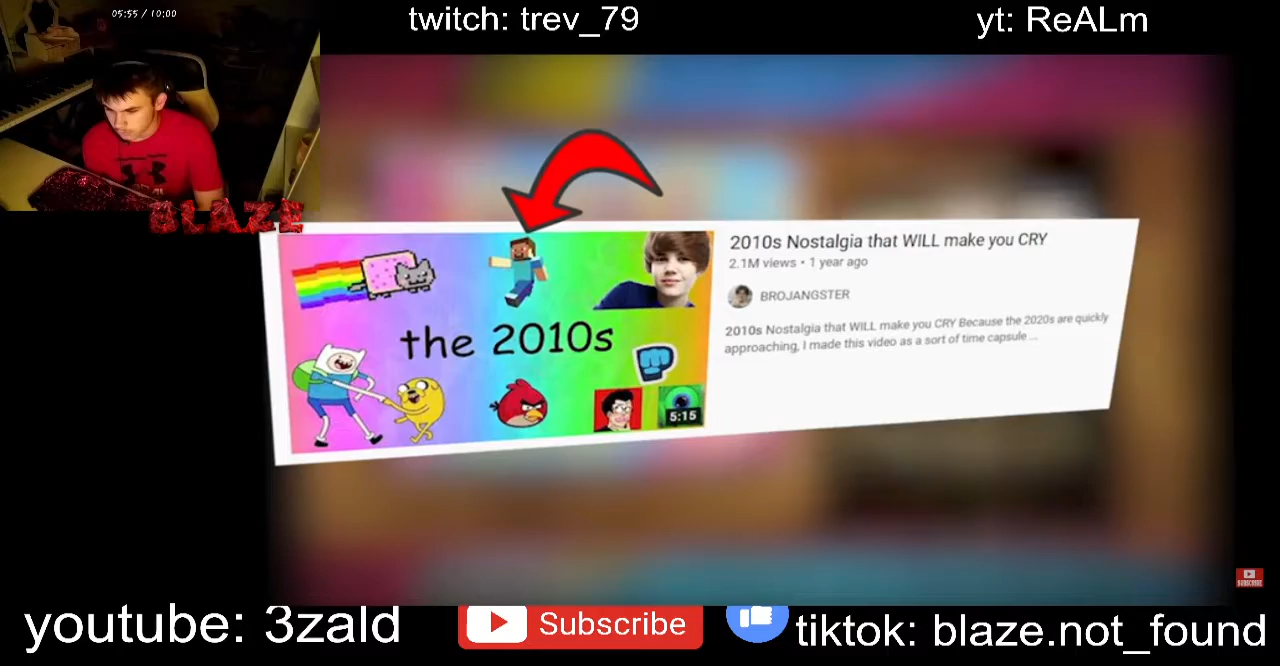 05:55 / 10:00
twitch: trev_79
yt: ReALm
BLAZE
the 2010s
5:15
2010s Nostalgia that WILL make you CRY
2.1M views • 1 year ago
BROJANGSTER
2010s Nostalgia that WILL make you CRY Because the 2020s are quickly
approaching, I made this video as a sort of time capsule ...
SUBSCRIBE
youtube: 3zald
Subscribe
tiktok: blaze.not_found